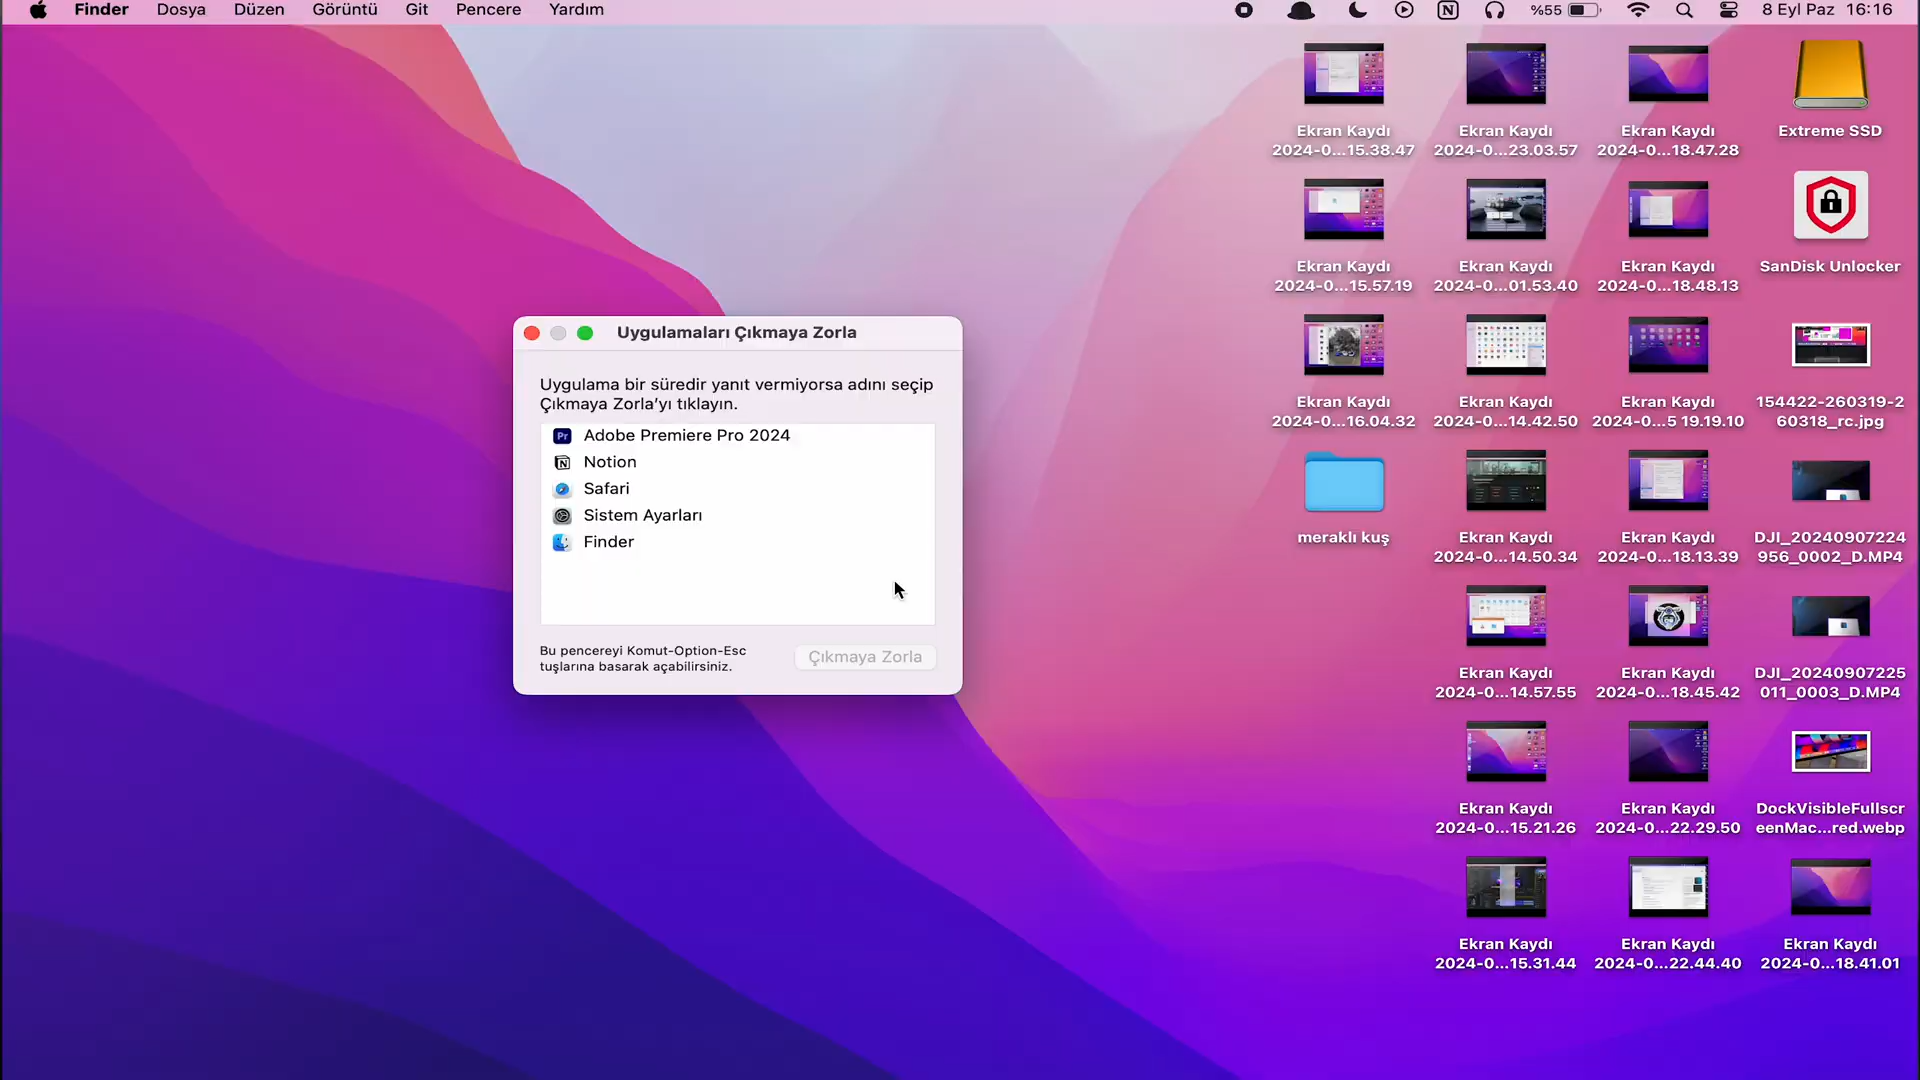 Finder Dosya Düzen Görüntü Git Pencere Yardım
%55 8 Eyl Paz 16:16
Uygulamaları Çıkmaya Zorla
Uygulama bir süredir yanıt vermiyorsa adını seçip
Çıkmaya Zorla'yı tıklayın.
Adobe Premiere Pro 2024
Notion
Safari
Sistem Ayarları
Finder
Bu pencereyi Komut-Option-Esc
tuşlarına basarak açabilirsiniz.
Çıkmaya Zorla
Ekran Kaydı
2024-0...15.38.47
Ekran Kaydı
2024-0...23.03.57
Ekran Kaydı
2024-0...18.47.28
Extreme SSD
Ekran Kaydı
2024-0...15.57.19
Ekran Kaydı
2024-0...01.53.40
Ekran Kaydı
2024-0...18.48.13
SanDisk Unlocker
Ekran Kaydı
2024-0...16.04.32
Ekran Kaydı
2024-0...14.42.50
Ekran Kaydı
2024-0...5 19.19.10
154422-260319-2
60318_rc.jpg
meraklı kuş
Ekran Kaydı
2024-0...14.50.34
Ekran Kaydı
2024-0...18.13.39
DJI_20240907224
956_0002_D.MP4
Ekran Kaydı
2024-0...14.57.55
Ekran Kaydı
2024-0...18.45.42
DJI_20240907225
011_0003_D.MP4
Ekran Kaydı
2024-0...15.21.26
Ekran Kaydı
2024-0...22.29.50
DockVisibleFullscr
eenMac...red.webp
Ekran Kaydı
2024-0...15.31.44
Ekran Kaydı
2024-0...22.44.40
Ekran Kaydı
2024-0...18.41.01